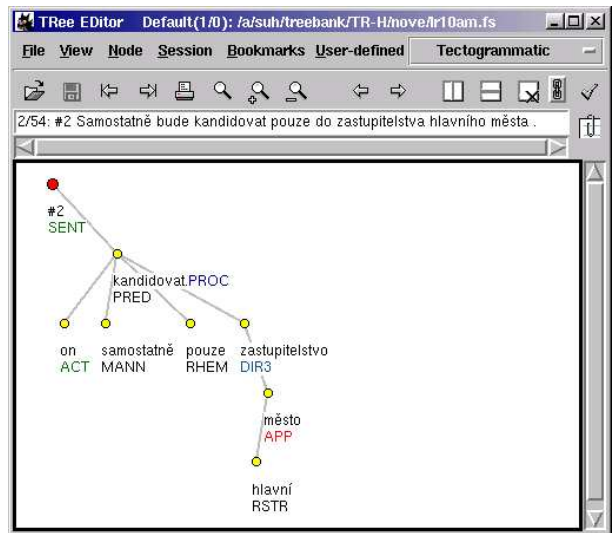 TRee EDitor Default(1/0): /a/suh/treebank/TR-H/nove/lr10am.fs
File View Node Session Bookmarks User-defined Tectogrammatic
2/54: #2 Samostatně bude kandidovat pouze do zastupitelstva hlavního města .
#2
SENT
kandidovat.PROC
PRED
on samostatně pouze zastupitelstvo
ACT MANN RHEM DIR3
město
APP
hlavní
RSTR